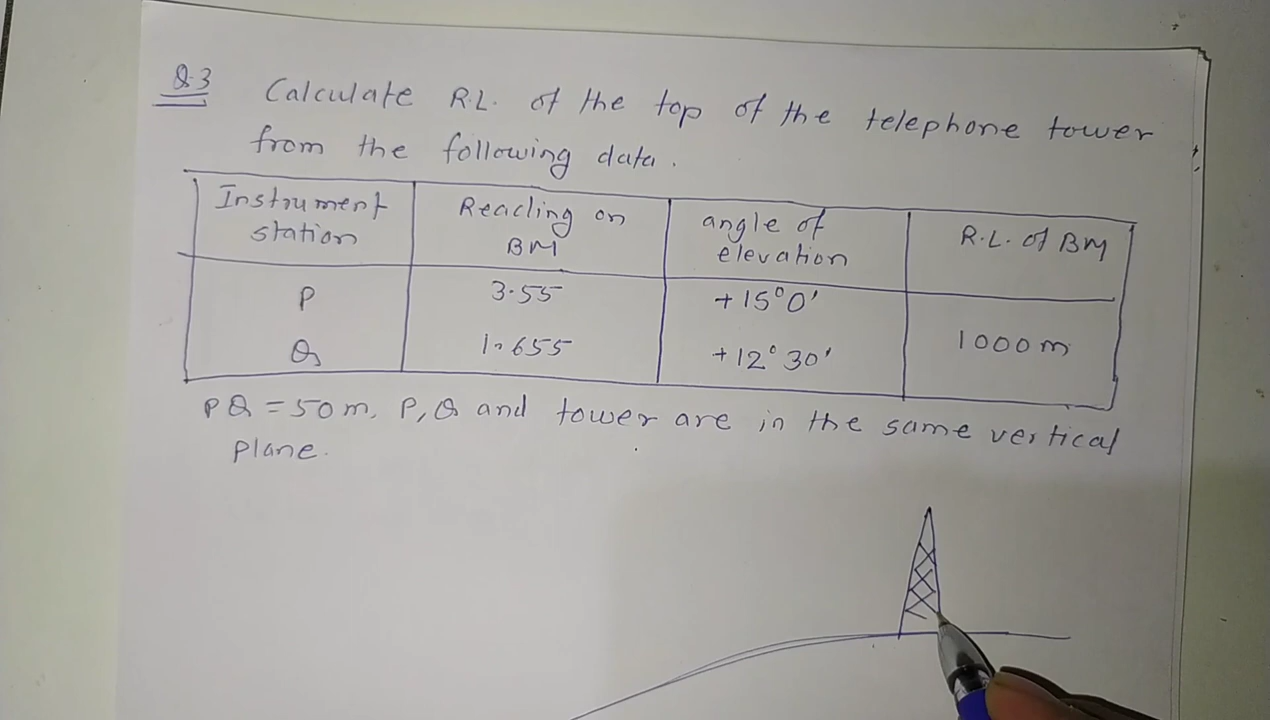 Q.3 Calculate R.L. of the top of the telephone tower
from the following data.
Instrument station Reading on BM angle of elevation R.L. of BM
P 3.55 +15°0'
Q 1.655 +12°30' 1000m
PQ = 50m, P, Q and tower are in the same vertical
plane.